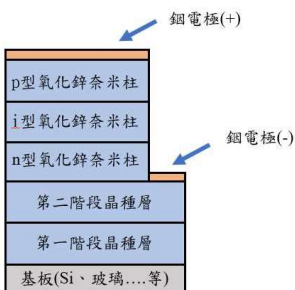 銦電極(+)
p型氧化鋅奈米柱
i型氧化鋅奈米柱
銦電極(-)
n型氧化鋅奈米柱
第二階段晶種層
第一階段晶種層
基板(Si、玻璃....等)